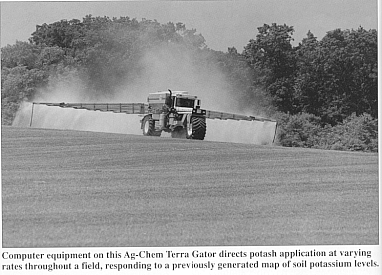 Computer equipment on this Ag-Chem Terra Gator directs potash application at varying
rates throughout a field, responding to a previously generated map of soil potassium levels.